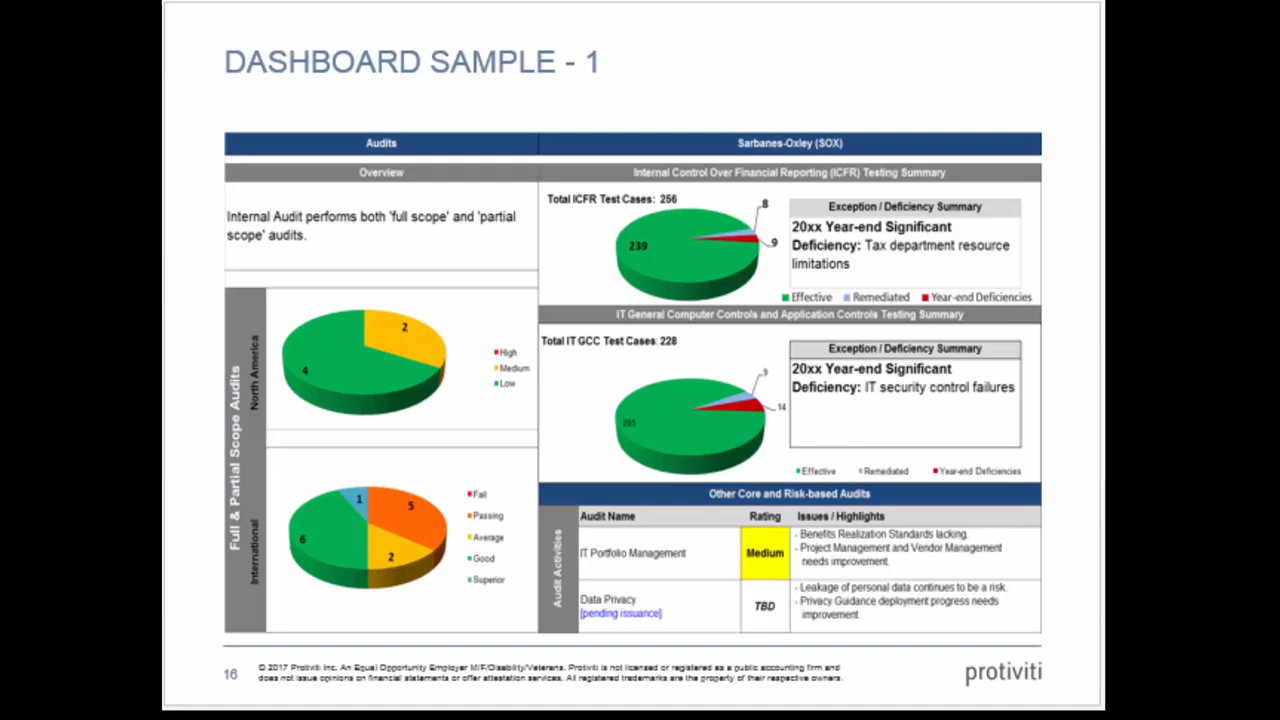 DASHBOARD SAMPLE - 1
Audits
Sarbanes-Oxley (SOX)
Overview
Internal Control Over Financial Reporting (ICFR) Testing Summary
Internal Audit performs both 'full scope' and 'partial
scope' audits.
Total ICFR Test Cases: 256
8
239
9
Exception / Deficiency Summary
20xx Year-end Significant
Deficiency: Tax department resource
limitations
Effective
Remediated
Year-end Deficiencies
Full & Partial Scope Audits
North America
2
4
High
Medium
Low
IT General Computer Controls and Application Controls Testing Summary
Total IT GCC Test Cases: 228
9
205
14
Exception / Deficiency Summary
20xx Year-end Significant
Deficiency: IT security control failures
Effective
Remediated
Year-end Deficiencies
International
1
5
6
2
Fail
Passing
Average
Good
Superior
Other Core and Risk-based Audits
Audit Activities
Audit Name
Rating
Issues / Highlights
IT Portfolio Management
Medium
- Benefits Realization Standards lacking.
- Project Management and Vendor Management
needs improvement.
Data Privacy
[pending issuance]
TBD
- Leakage of personal data continues to be a risk.
- Privacy Guidance deployment progress needs
improvement.
16
© 2017 Protiviti Inc. An Equal Opportunity Employer M/F/Disability/Veterans. Protiviti is not licensed or registered as a public accounting firm and
does not issue opinions on financial statements or offer attestation services. All registered trademarks are the property of their respective owners.
protiviti